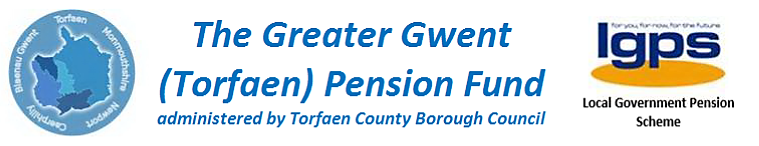 Blaenau Gwent Torfaen Monmouthshire
Caerphilly Newport
The Greater Gwent
(Torfaen) Pension Fund
administered by Torfaen County Borough Council
for you, for now, for the future
lgps
Local Government Pension
Scheme